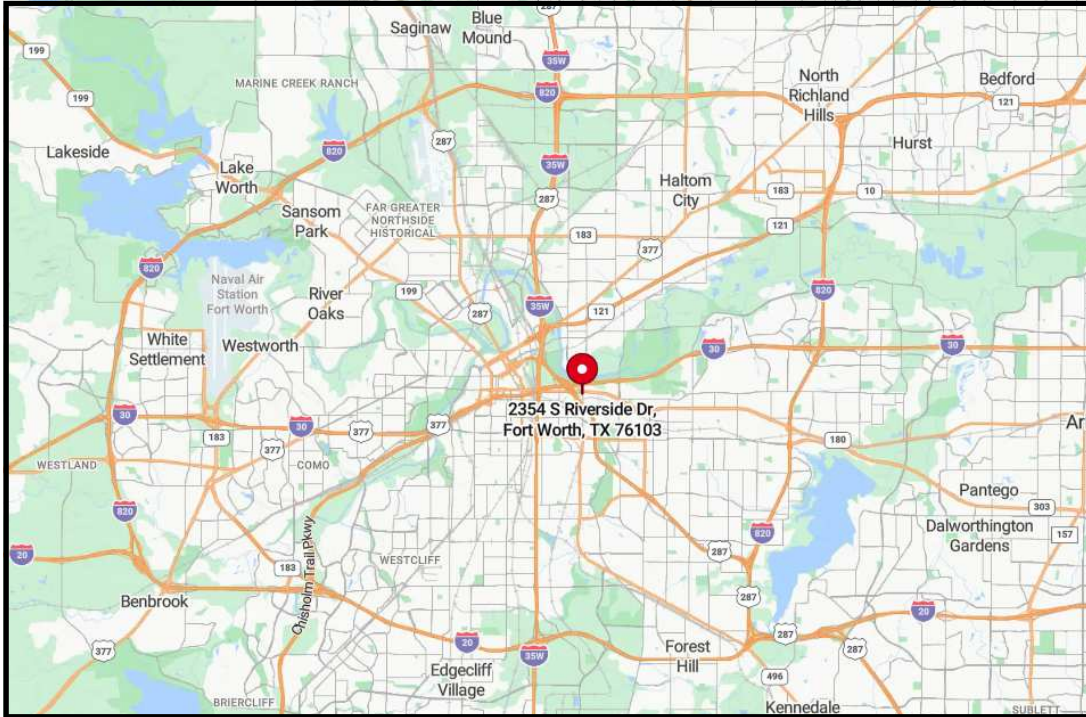 287
Saginaw
Blue
Mound
199
35W
MARINE CREEK RANCH
820
North
Richland
Hills
Bedford
121
199
Lakeside
820
287
35W
Hurst
Lake
Worth
287
Haltom
City
183
10
Sansom
Park
FAR GREATER
NORTHSIDE
HISTORICAL
183
377
121
820
Naval Air
Station
Fort Worth
River
Oaks
199
287
35W
121
820
White
Settlement
Westworth
30
30
2354 S Riverside Dr,
Fort Worth, TX 76103
30
183
30
377
377
377
180
Ar
WESTLAND
COMO
820
Pantego
303
Dalworthington
Gardens
157
20
Chisholm Trail Pkwy
WESTCLIFF
287
820
183
287
Benbrook
20
377
20
35W
287
287
Edgecliff
Village
Forest
Hill
496
BRIERCLIFF
Kennedale
SUBLETT